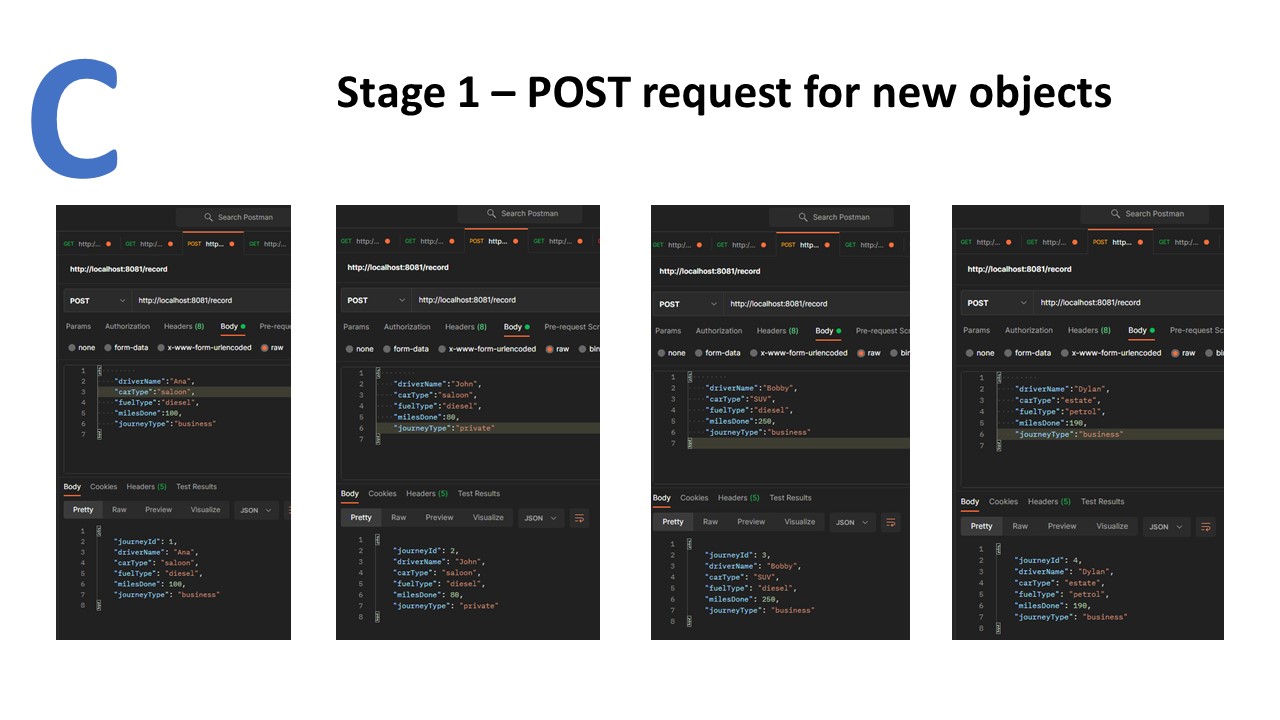 C
Stage 1 – POST request for new objects
Search Postman
GET http:/... GET http:/... POST http... GET http:/...
http://localhost:8081/record
POST http://localhost:8081/record
Params Authorization Headers (8) Body Pre-requ
none form-data x-www-form-urlencoded raw
1 {
2 "driverName":"Ana",
3 "carType":"saloon",
4 "fuelType":"diesel",
5 "milesDone":100,
6 "journeyType":"business"
7 }
Body Cookies Headers (5) Test Results
Pretty Raw Preview Visualize JSON
1 {
2 "journeyId": 1,
3 "driverName": "Ana",
4 "carType": "saloon",
5 "fuelType": "diesel",
6 "milesDone": 100,
7 "journeyType": "business"
8 }
Search Postman
GET http:/... GET http:/... POST http... GET http:/...
http://localhost:8081/record
POST http://localhost:8081/record
Params Authorization Headers (8) Body Pre-request Scr
none form-data x-www-form-urlencoded raw bin
1 {
2 "driverName":"John",
3 "carType":"saloon",
4 "fuelType":"diesel",
5 "milesDone":80,
6 "journeyType":"private"
7 }
Body Cookies Headers (5) Test Results
Pretty Raw Preview Visualize JSON
1 {
2 "journeyId": 2,
3 "driverName": "John",
4 "carType": "saloon",
5 "fuelType": "diesel",
6 "milesDone": 80,
7 "journeyType": "private"
8 }
Search Postman
GET http:/... GET http:/... POST http... GET http:/...
http://localhost:8081/record
POST http://localhost:8081/record
Params Authorization Headers (8) Body Pre-request Sc
none form-data x-www-form-urlencoded raw bin
1 {
2 "driverName":"Bobby",
3 "carType":"SUV",
4 "fuelType":"diesel",
5 "milesDone":250,
6 "journeyType":"business"
7 }
Body Cookies Headers (5) Test Results
Pretty Raw Preview Visualize JSON
1 {
2 "journeyId": 3,
3 "driverName": "Bobby",
4 "carType": "SUV",
5 "fuelType": "diesel",
6 "milesDone": 250,
7 "journeyType": "business"
8 }
Search Postman
GET http:/... GET http:/... POST http... GET http:/...
http://localhost:8081/record
POST http://localhost:8081/record
Params Authorization Headers (8) Body Pre-request Sc
none form-data x-www-form-urlencoded raw bin
1 {
2 "driverName":"Dylan",
3 "carType":"estate",
4 "fuelType":"petrol",
5 "milesDone":190,
6 "journeyType":"business"
7 }
Body Cookies Headers (5) Test Results
Pretty Raw Preview Visualize JSON
1 {
2 "journeyId": 4,
3 "driverName": "Dylan",
4 "carType": "estate",
5 "fuelType": "petrol",
6 "milesDone": 190,
7 "journeyType": "business"
8 }